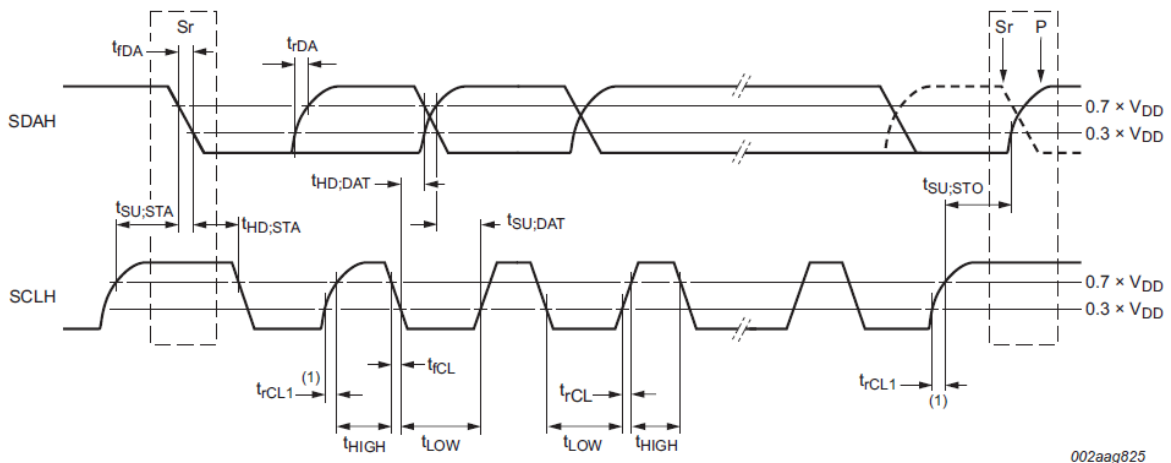 Sr
Sr P
tfDA
trDA
SDAH
0.7 × VDD
0.3 × VDD
tHD;DAT
tSU;STO
tSU;STA
tHD;STA
tSU;DAT
SCLH
0.7 × VDD
0.3 × VDD
tfCL
trCL1
(1)
trCL
trCL1
(1)
tHIGH
tLOW
tLOW
tHIGH
002aag825